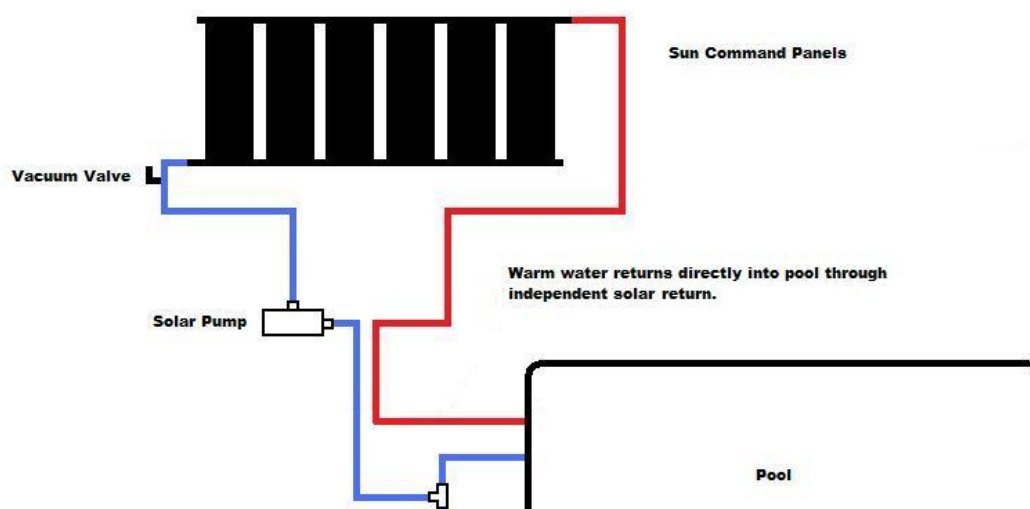 Sun Command Panels
Vacuum Valve
Warm water returns directly into pool through
independent solar return.
Solar Pump
Pool